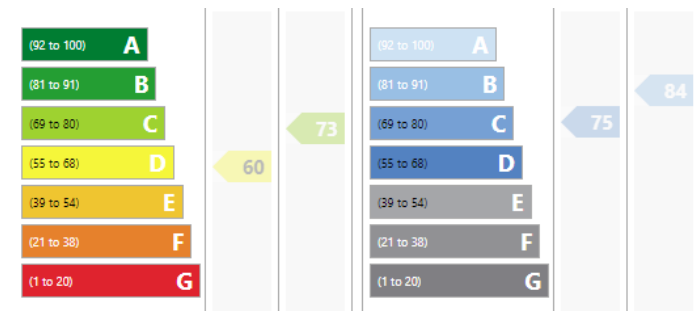 (92 to 100) A
(81 to 91) B
(69 to 80) C
(55 to 68) D
(39 to 54) E
(21 to 38) F
(1 to 20) G
60
73
(92 to 100) A
(81 to 91) B
(69 to 80) C
(55 to 68) D
(39 to 54) E
(21 to 38) F
(1 to 20) G
75
84